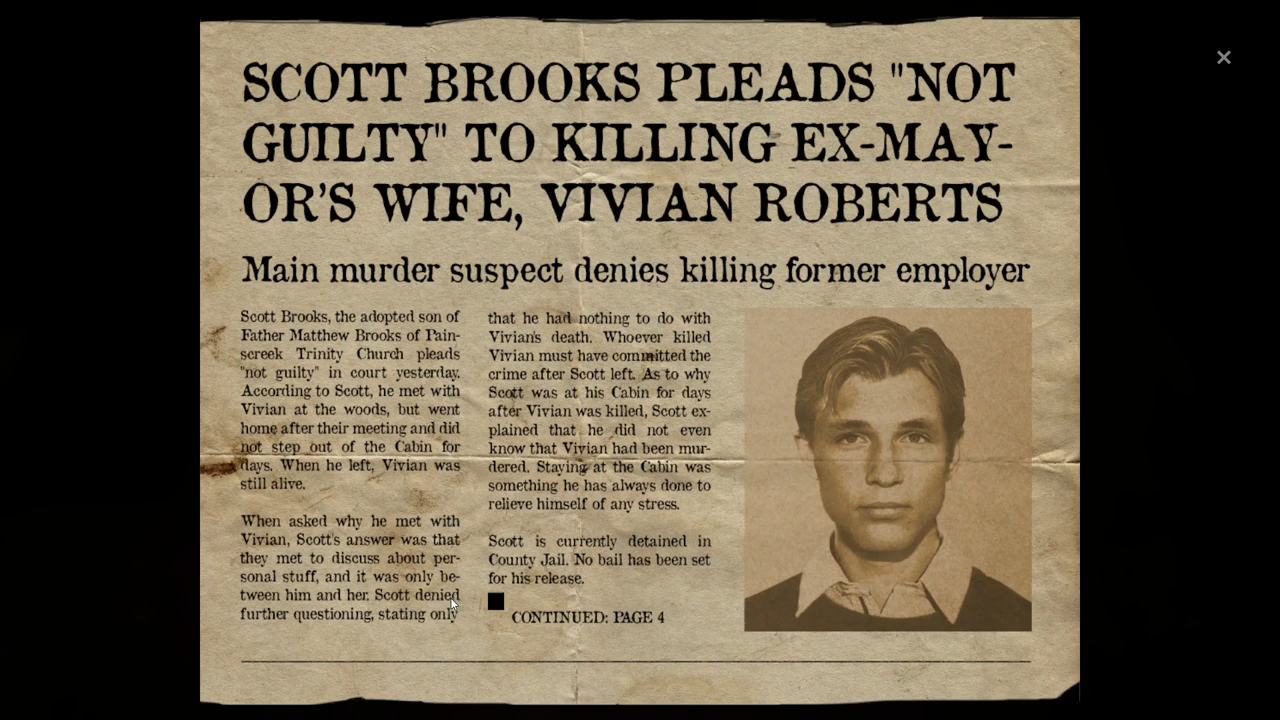 SCOTT BROOKS PLEADS "NOT
GUILTY" TO KILLING EX-MAY-
OR'S WIFE, VIVIAN ROBERTS
Main murder suspect denies killing former employer
Scott Brooks, the adopted son of
Father Matthew Brooks of Pain-
screek Trinity Church pleads
"not guilty" in court yesterday.
According to Scott, he met with
Vivian at the woods, but went
home after their meeting and did
not step out of the Cabin for
days. When he left, Vivian was
still alive.
When asked why he met with
Vivian, Scott's answer was that
they met to discuss about per-
sonal stuff, and it was only be-
tween him and her. Scott denied
further questioning, stating only
that he had nothing to do with
Vivian's death. Whoever killed
Vivian must have committed the
crime after Scott left. As to why
Scott was at his Cabin for days
after Vivian was killed, Scott ex-
plained that he did not even
know that Vivian had been mur-
dered. Staying at the Cabin was
something he has always done to
relieve himself of any stress.
Scott is currently detained in
County Jail. No bail has been set
for his release.
CONTINUED: PAGE 4